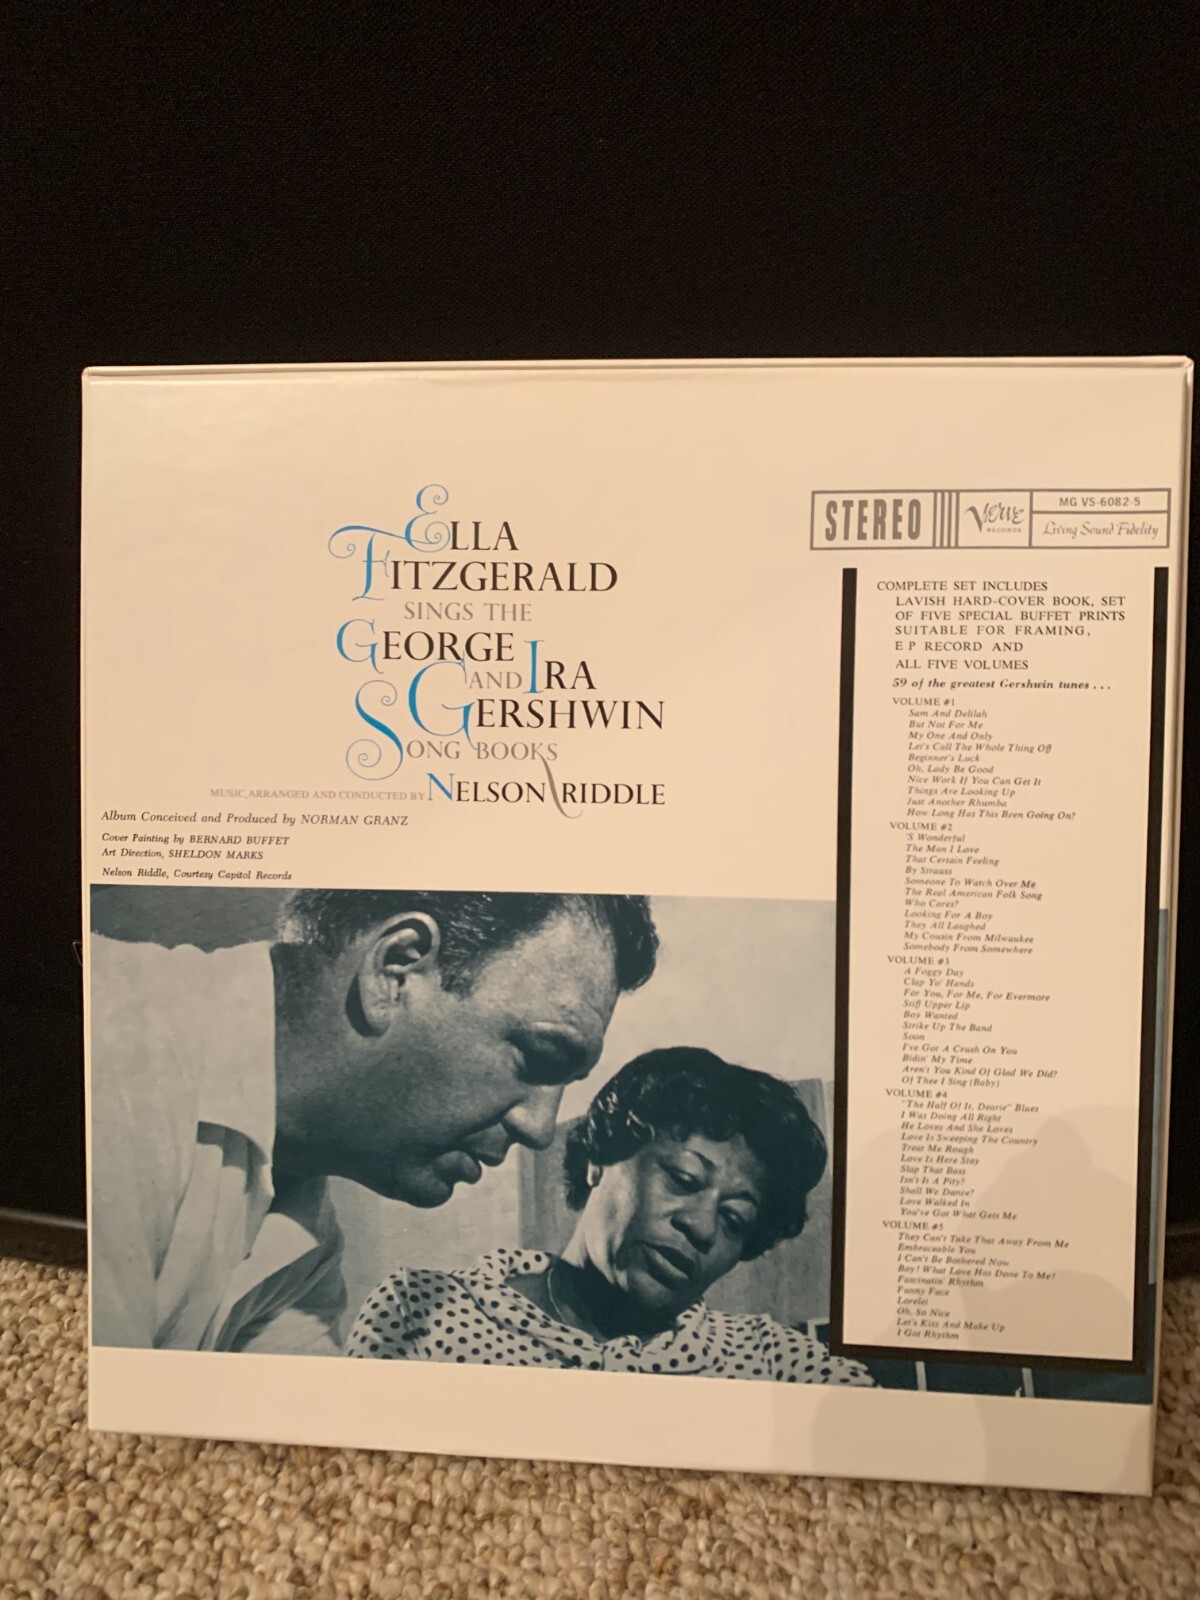 ELLA
FITZGERALD
SINGS THE
GEORGE
AND IRA
GERSHWIN
SONG BOOKS
MUSIC ARRANGED AND CONDUCTED BY NELSON RIDDLE
Album Conceived and Produced by NORMAN GRANZ
Cover Painting by BERNARD BUFFET
Art Direction, SHELDON MARKS
Nelson Riddle, Courtesy Capitol Records
STEREO
Verve
RECORDS
MG VS-6082-5
Living Sound Fidelity
COMPLETE SET INCLUDES
LAVISH HARD-COVER BOOK, SET
OF FIVE SPECIAL BUFFET PRINTS
SUITABLE FOR FRAMING,
E P RECORD AND
ALL FIVE VOLUMES
59 of the greatest Gershwin tunes . . .
VOLUME #1
Sam And Delilah
But Not For Me
My One And Only
Let's Call The Whole Thing Off
Beginner's Luck
Oh, Lady Be Good
Nice Work If You Can Get It
Things Are Looking Up
Just Another Rhumba
How Long Has This Been Going On?
VOLUME #2
'S Wonderful
The Man I Love
That Certain Feeling
By Strauss
Someone To Watch Over Me
The Real American Folk Song
Who Cares?
Looking For A Boy
They All Laughed
My Cousin From Milwaukee
Somebody From Somewhere
VOLUME #3
A Foggy Day
Clap Yo' Hands
For You, For Me, For Evermore
Stiff Upper Lip
Boy Wanted
Strike Up The Band
Soon
I've Got A Crush On You
Bidin' My Time
Aren't You Kind Of Glad We Did?
Of Thee I Sing (Baby)
VOLUME #4
"The Half Of It, Dearie" Blues
I Was Doing All Right
He Loves And She Loves
Love Is Sweeping The Country
Treat Me Rough
Love Is Here Stay
Slap That Bass
Isn't It A Pity?
Shall We Dance?
Love Walked In
You've Got What Gets Me
VOLUME #5
They Can't Take That Away From Me
Embraceable You
I Can't Be Bothered Now
Boy! What Love Has Done To Me!
Fascinatin' Rhythm
Funny Face
Lorelei
Oh, So Nice
Let's Kiss And Make Up
I Got Rhythm